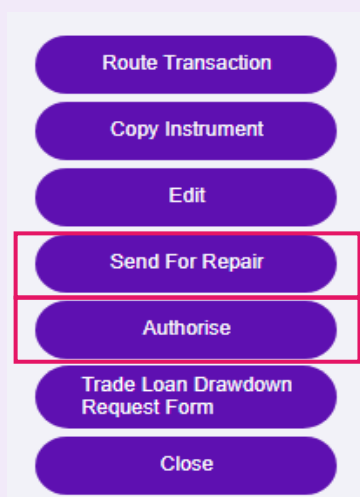 Route Transaction
Copy Instrument
Edit
Send For Repair
Authorise
Trade Loan Drawdown
Request Form
Close